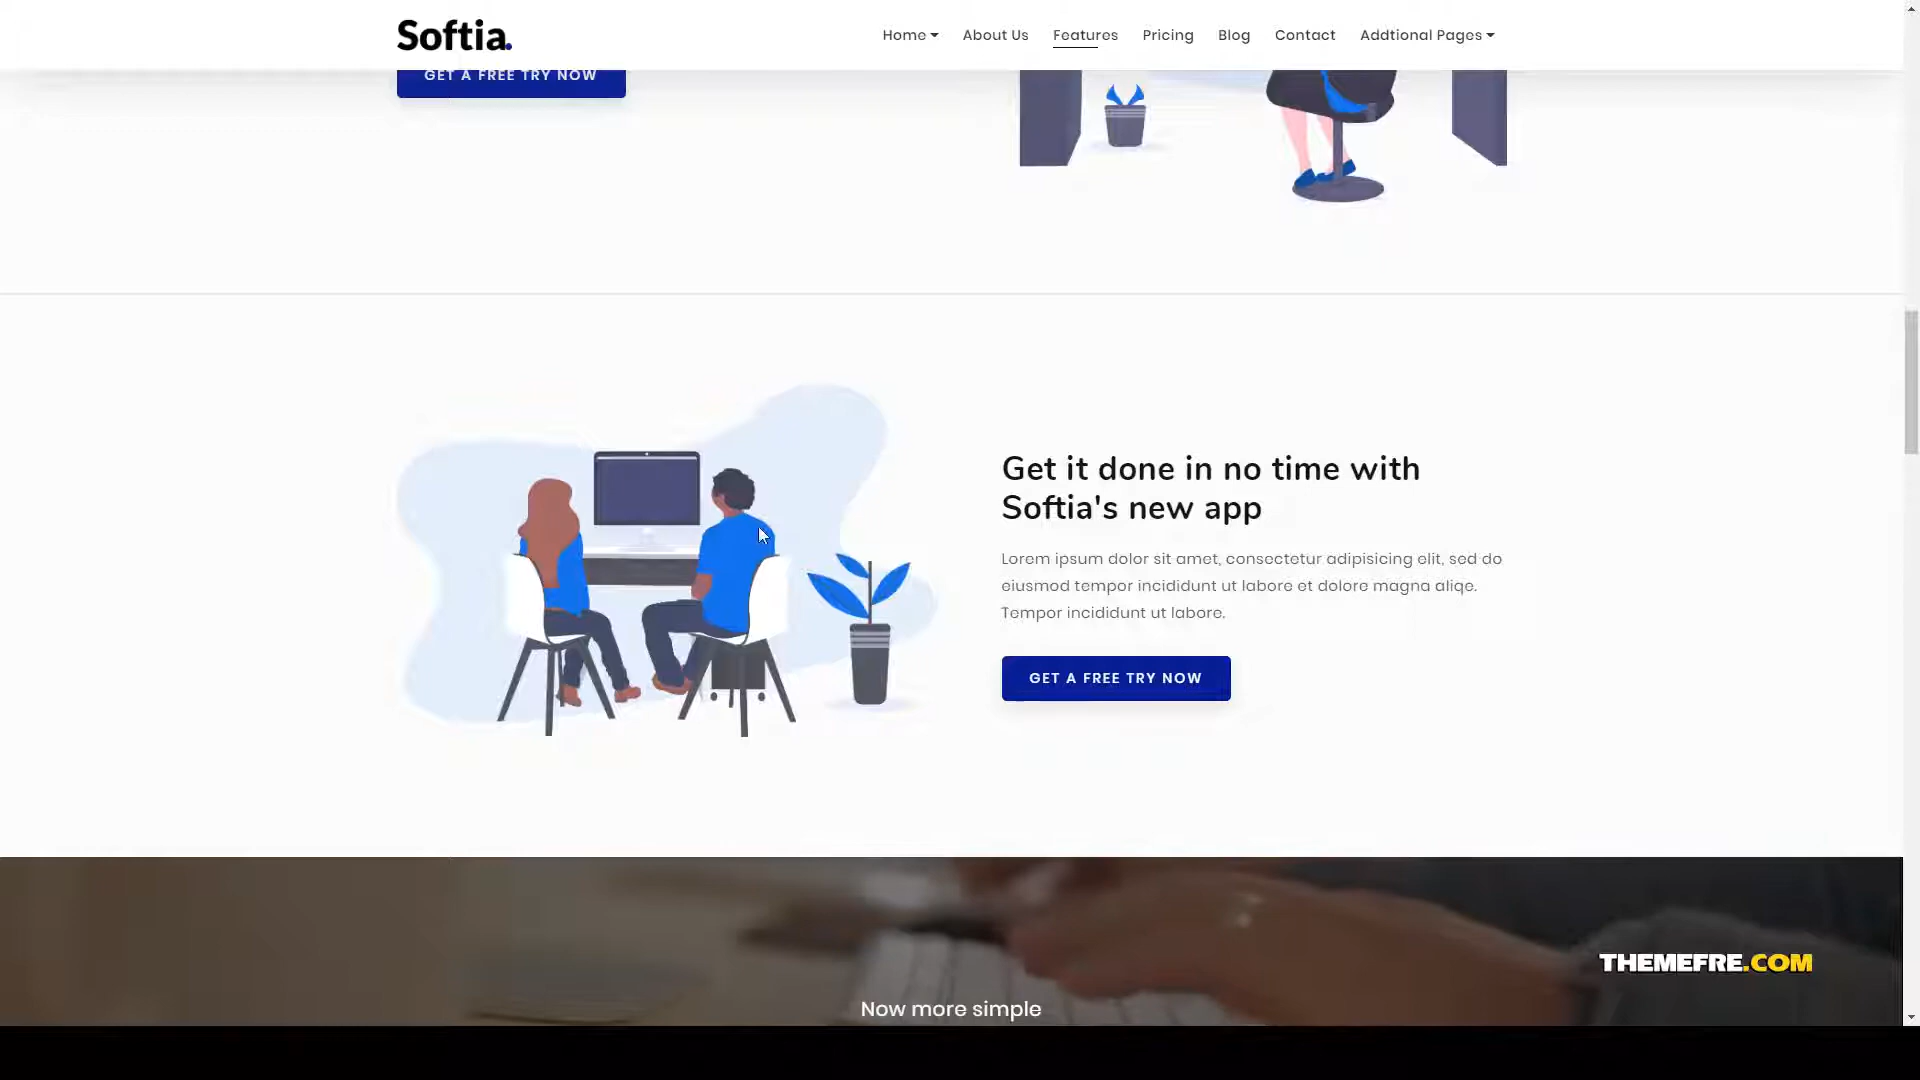 Softia.
Home
About Us
Features
Pricing
Blog
Contact
Addtional Pages
GET A FREE TRY NOW
Get it done in no time with
Softia's new app
Lorem ipsum dolor sit amet, consectetur adipisicing elit, sed do
eiusmod tempor incididunt ut labore et dolore magna aliqe.
Tempor incididunt ut labore.
GET A FREE TRY NOW
THEMEFRE.COM
Now more simple